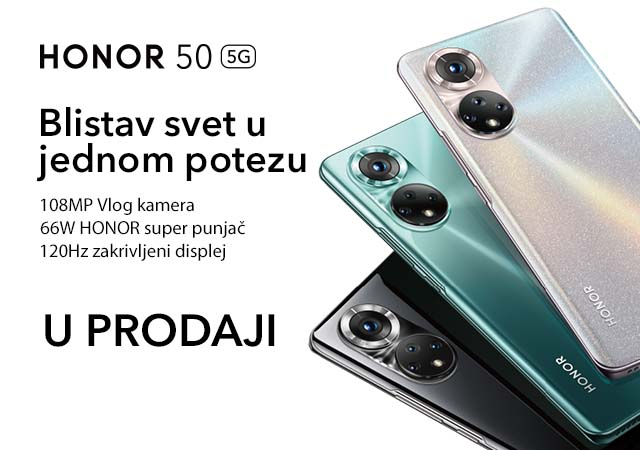 HONOR 50 5G
Blistav svet u
jednom potezu
108MP Vlog kamera
66W HONOR super punjač
120Hz zakrivljeni displej
U PRODAJI
HONOR
HONOR